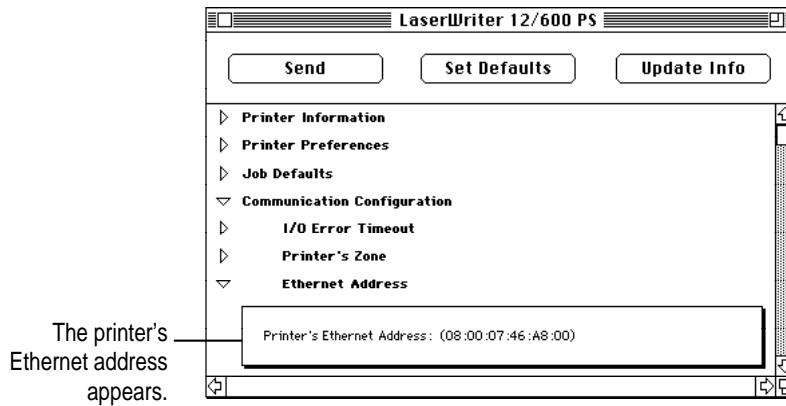 LaserWriter 12/600 PS
Send Set Defaults Update Info
Printer Information
Printer Preferences
Job Defaults
Communication Configuration
I/O Error Timeout
Printer's Zone
Ethernet Address
Printer's Ethernet Address: (08:00:07:46:A8:00)
The printer's
Ethernet address
appears.